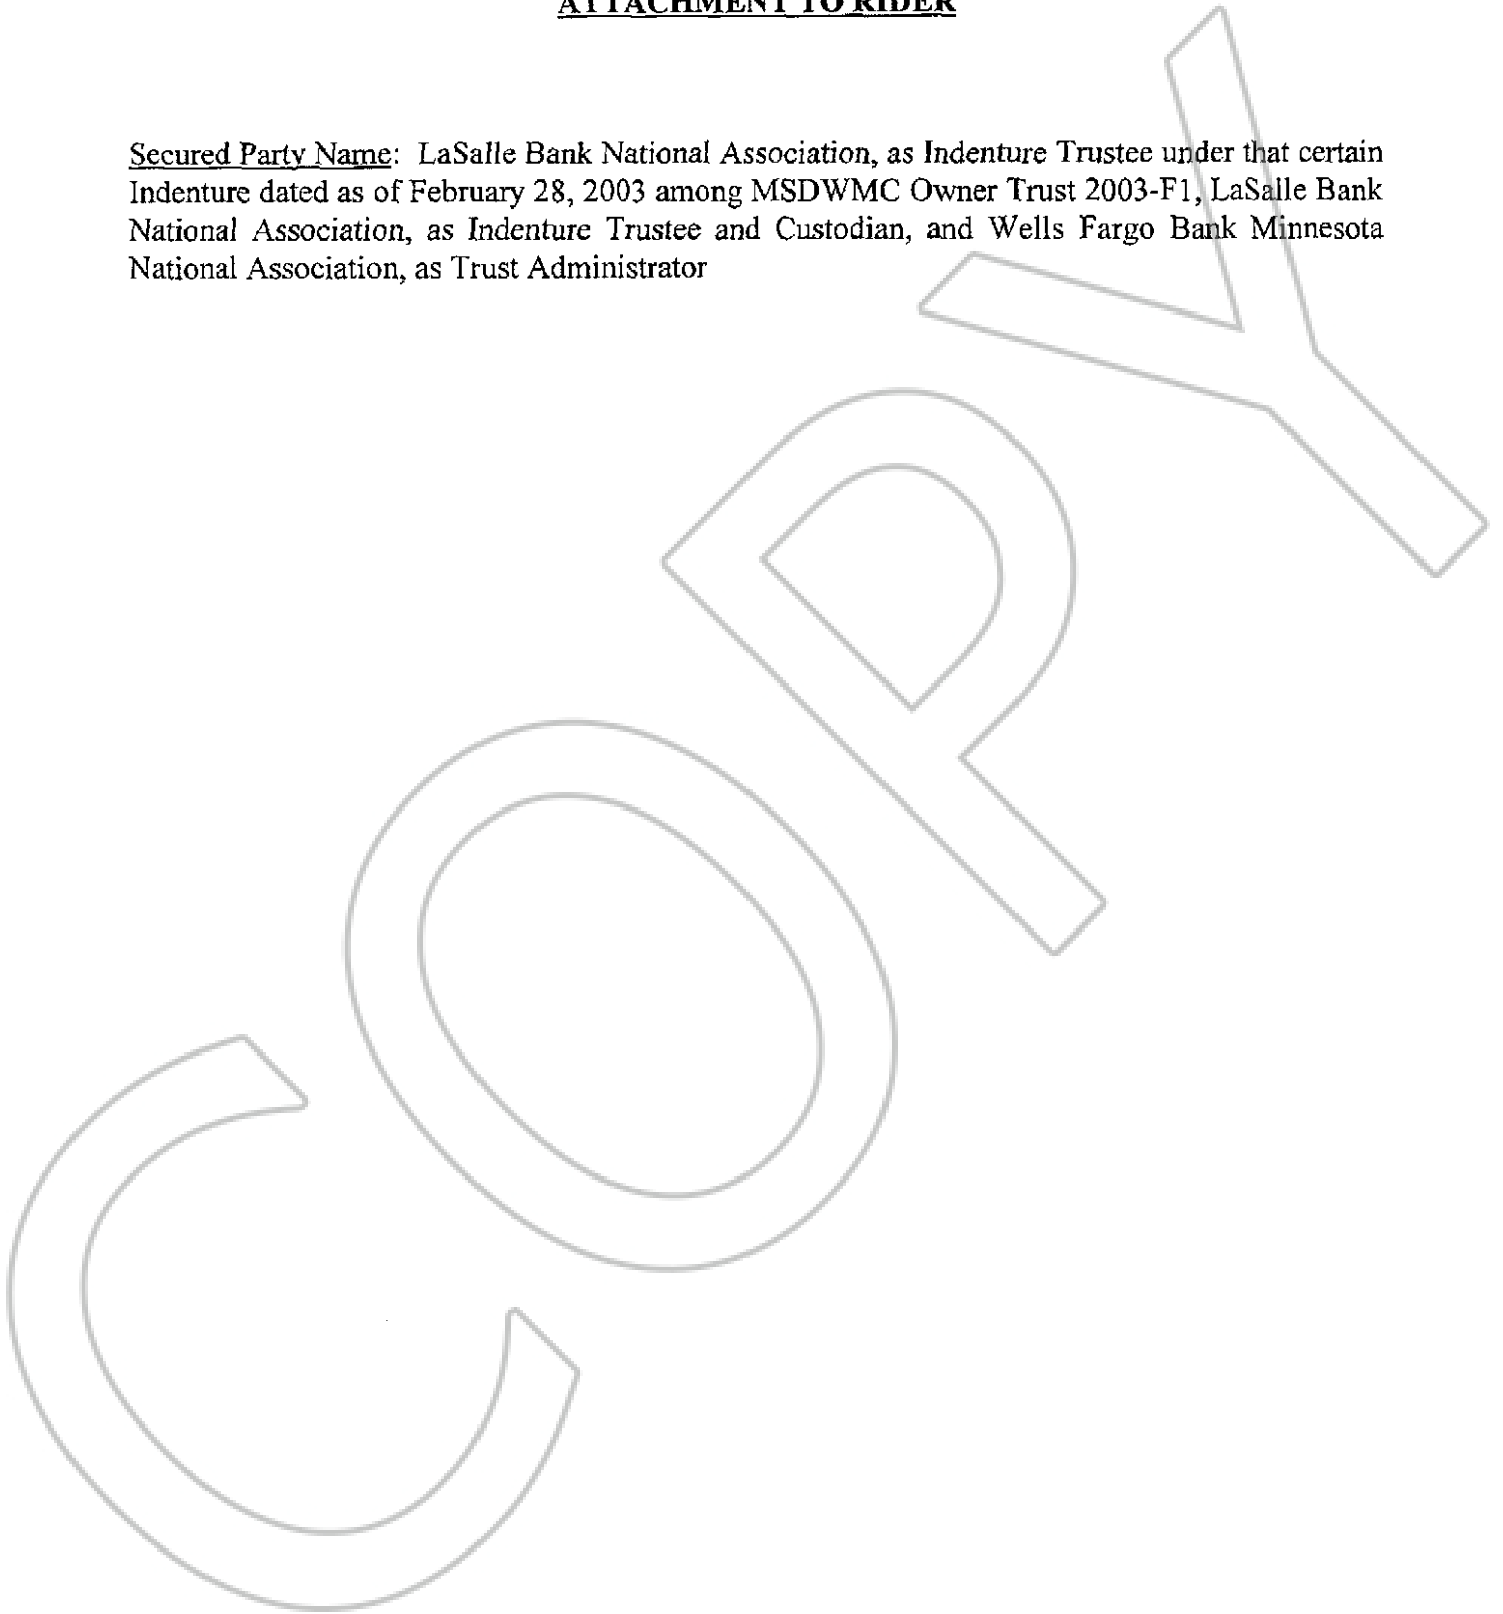 ATTACHMENT TO RIDER
Secured Party Name: LaSalle Bank National Association, as Indenture Trustee under that certain
Indenture dated as of February 28, 2003 among MSDWMC Owner Trust 2003-F1, LaSalle Bank
National Association, as Indenture Trustee and Custodian, and Wells Fargo Bank Minnesota
National Association, as Trust Administrator
COPY